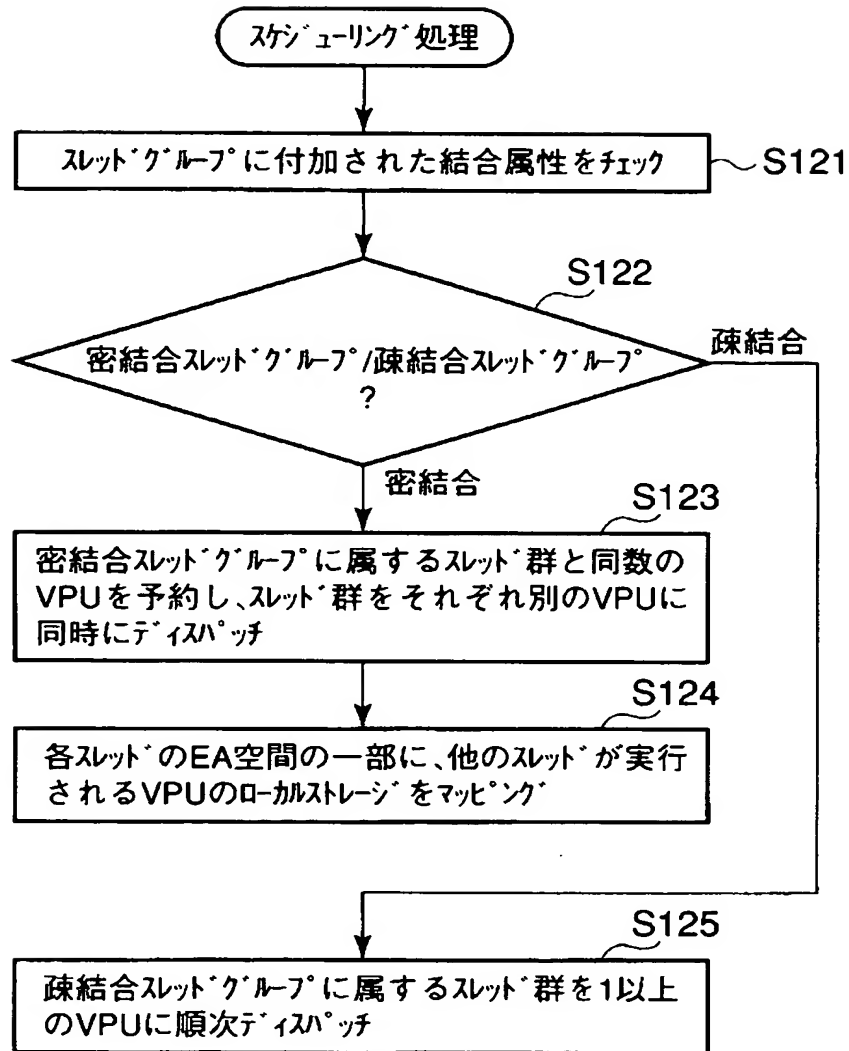 スケジューリング処理
スレッドグループに付加された結合属性をチェック
S121
S122
密結合スレッドグループ/疎結合スレッドグループ
?
疎結合
密結合
S123
密結合スレッドグループに属するスレッド群と同数の
VPUを予約し、スレッド群をそれぞれ別のVPUに
同時にディスパッチ
S124
各スレッドのEA空間の一部に、他のスレッドが実行
されるVPUのローカルストレージをマッピング
S125
疎結合スレッドグループに属するスレッド群を1以上
のVPUに順次ディスパッチ